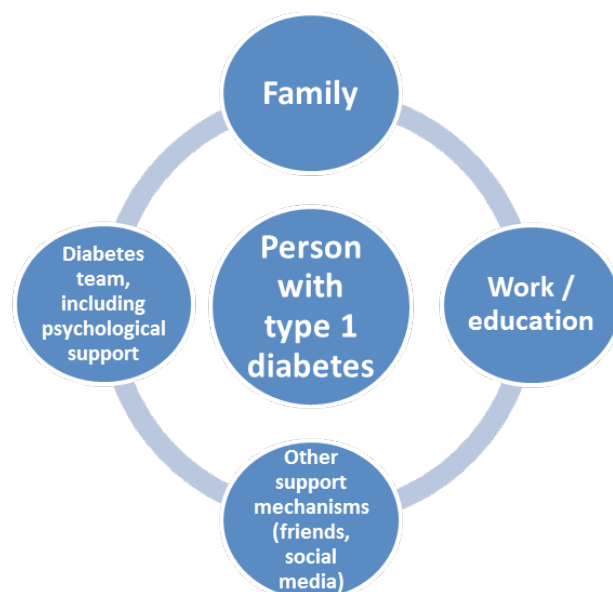 Family
Person
with
type 1
diabetes
Diabetes
team,
including
psychological
support
Work /
education
Other
support
mechanisms
(friends,
social
media)